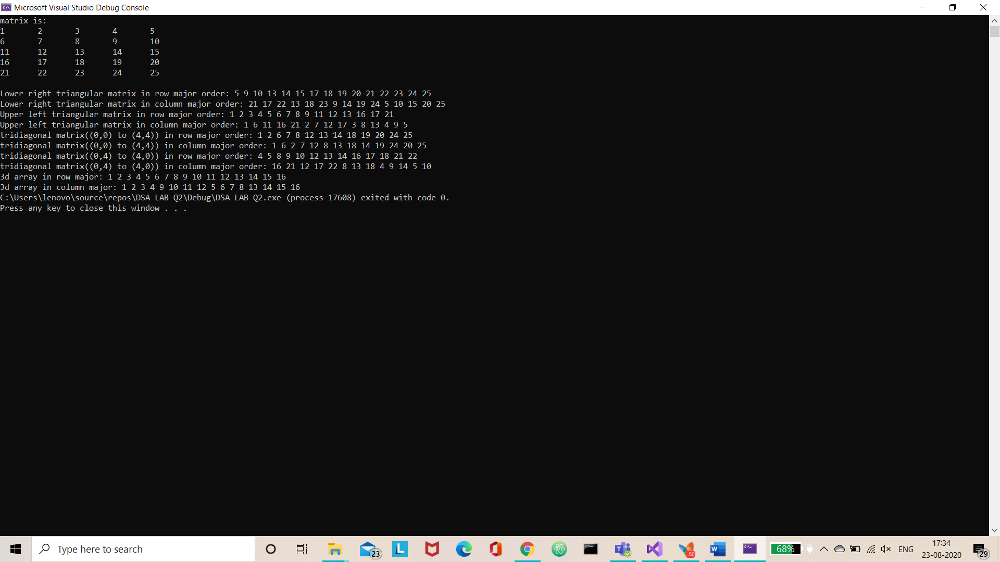 Microsoft Visual Studio Debug Console
matrix is:
1 2 3 4 5
6 7 8 9 10
11 12 13 14 15
16 17 18 19 20
21 22 23 24 25
Lower right triangular matrix in row major order: 5 9 10 13 14 15 17 18 19 20 21 22 23 24 25
Lower right triangular matrix in column major order: 21 17 22 13 18 23 9 14 19 24 5 10 15 20 25
Upper left triangular matrix in row major order: 1 2 3 4 5 6 7 8 9 11 12 13 16 17 21
Upper left triangular matrix in column major order: 1 6 11 16 21 2 7 12 17 3 8 13 4 9 5
tridiagonal matrix((0,0) to (4,4)) in row major order: 1 2 6 7 8 12 13 14 18 19 20 24 25
tridiagonal matrix((0,0) to (4,4)) in column major order: 1 6 2 7 12 8 13 18 14 19 24 20 25
tridiagonal matrix((0,4) to (4,0)) in row major order: 4 5 8 9 10 12 13 14 16 17 18 21 22
tridiagonal matrix((0,4) to (4,0)) in column major order: 16 21 12 17 22 8 13 18 4 9 14 5 10
3d array in row major: 1 2 3 4 5 6 7 8 9 10 11 12 13 14 15 16
3d array in column major: 1 2 3 4 9 10 11 12 5 6 7 8 13 14 15 16
C:\Users\lenovo\source\repos\DSA LAB Q2\Debug\DSA LAB Q2.exe (process 17608) exited with code 0.
Press any key to close this window . . .
Type here to search
23
L
..50
W
68%
ENG
17:34
23-08-2020
29